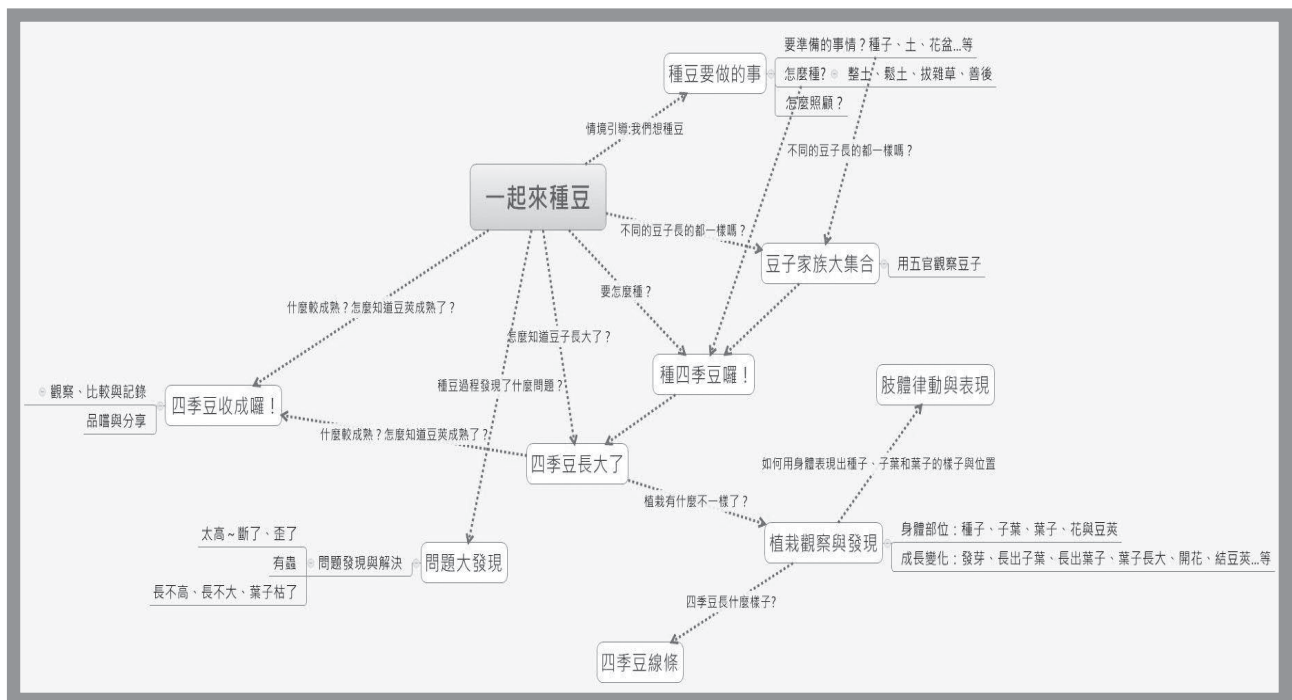 要準備的事情？種子、土、花盆...等
種豆要做的事
怎麼種?
整土、鬆土、拔雜草、善後
怎麼照顧？
情境引導:我們想種豆
不同的豆子長的都一樣嗎？
一起來種豆
不同的豆子長的都一樣嗎？
豆子家族大集合
用五官觀察豆子
要怎麼種？
什麼較成熟？怎麼知道豆莢成熟了？
怎麼知道豆子長大了？
種四季豆囉！
種豆過程發現了什麼問題？
肢體律動與表現
觀察、比較與記錄
四季豆收成囉！
品嚐與分享
什麼較成熟？怎麼知道豆莢成熟了？
四季豆長大了
如何用身體表現出種子、子葉和葉子的樣子與位置
植栽有什麼不一樣了？
身體部位：種子、子葉、葉子、花與豆莢
植栽觀察與發現
成長變化：發芽、長出子葉、長出葉子、葉子長大、開花、結豆莢...等
太高~斷了、歪了
有蟲
問題發現與解決
問題大發現
長不高、長不大、葉子枯了
四季豆長什麼樣子?
四季豆線條